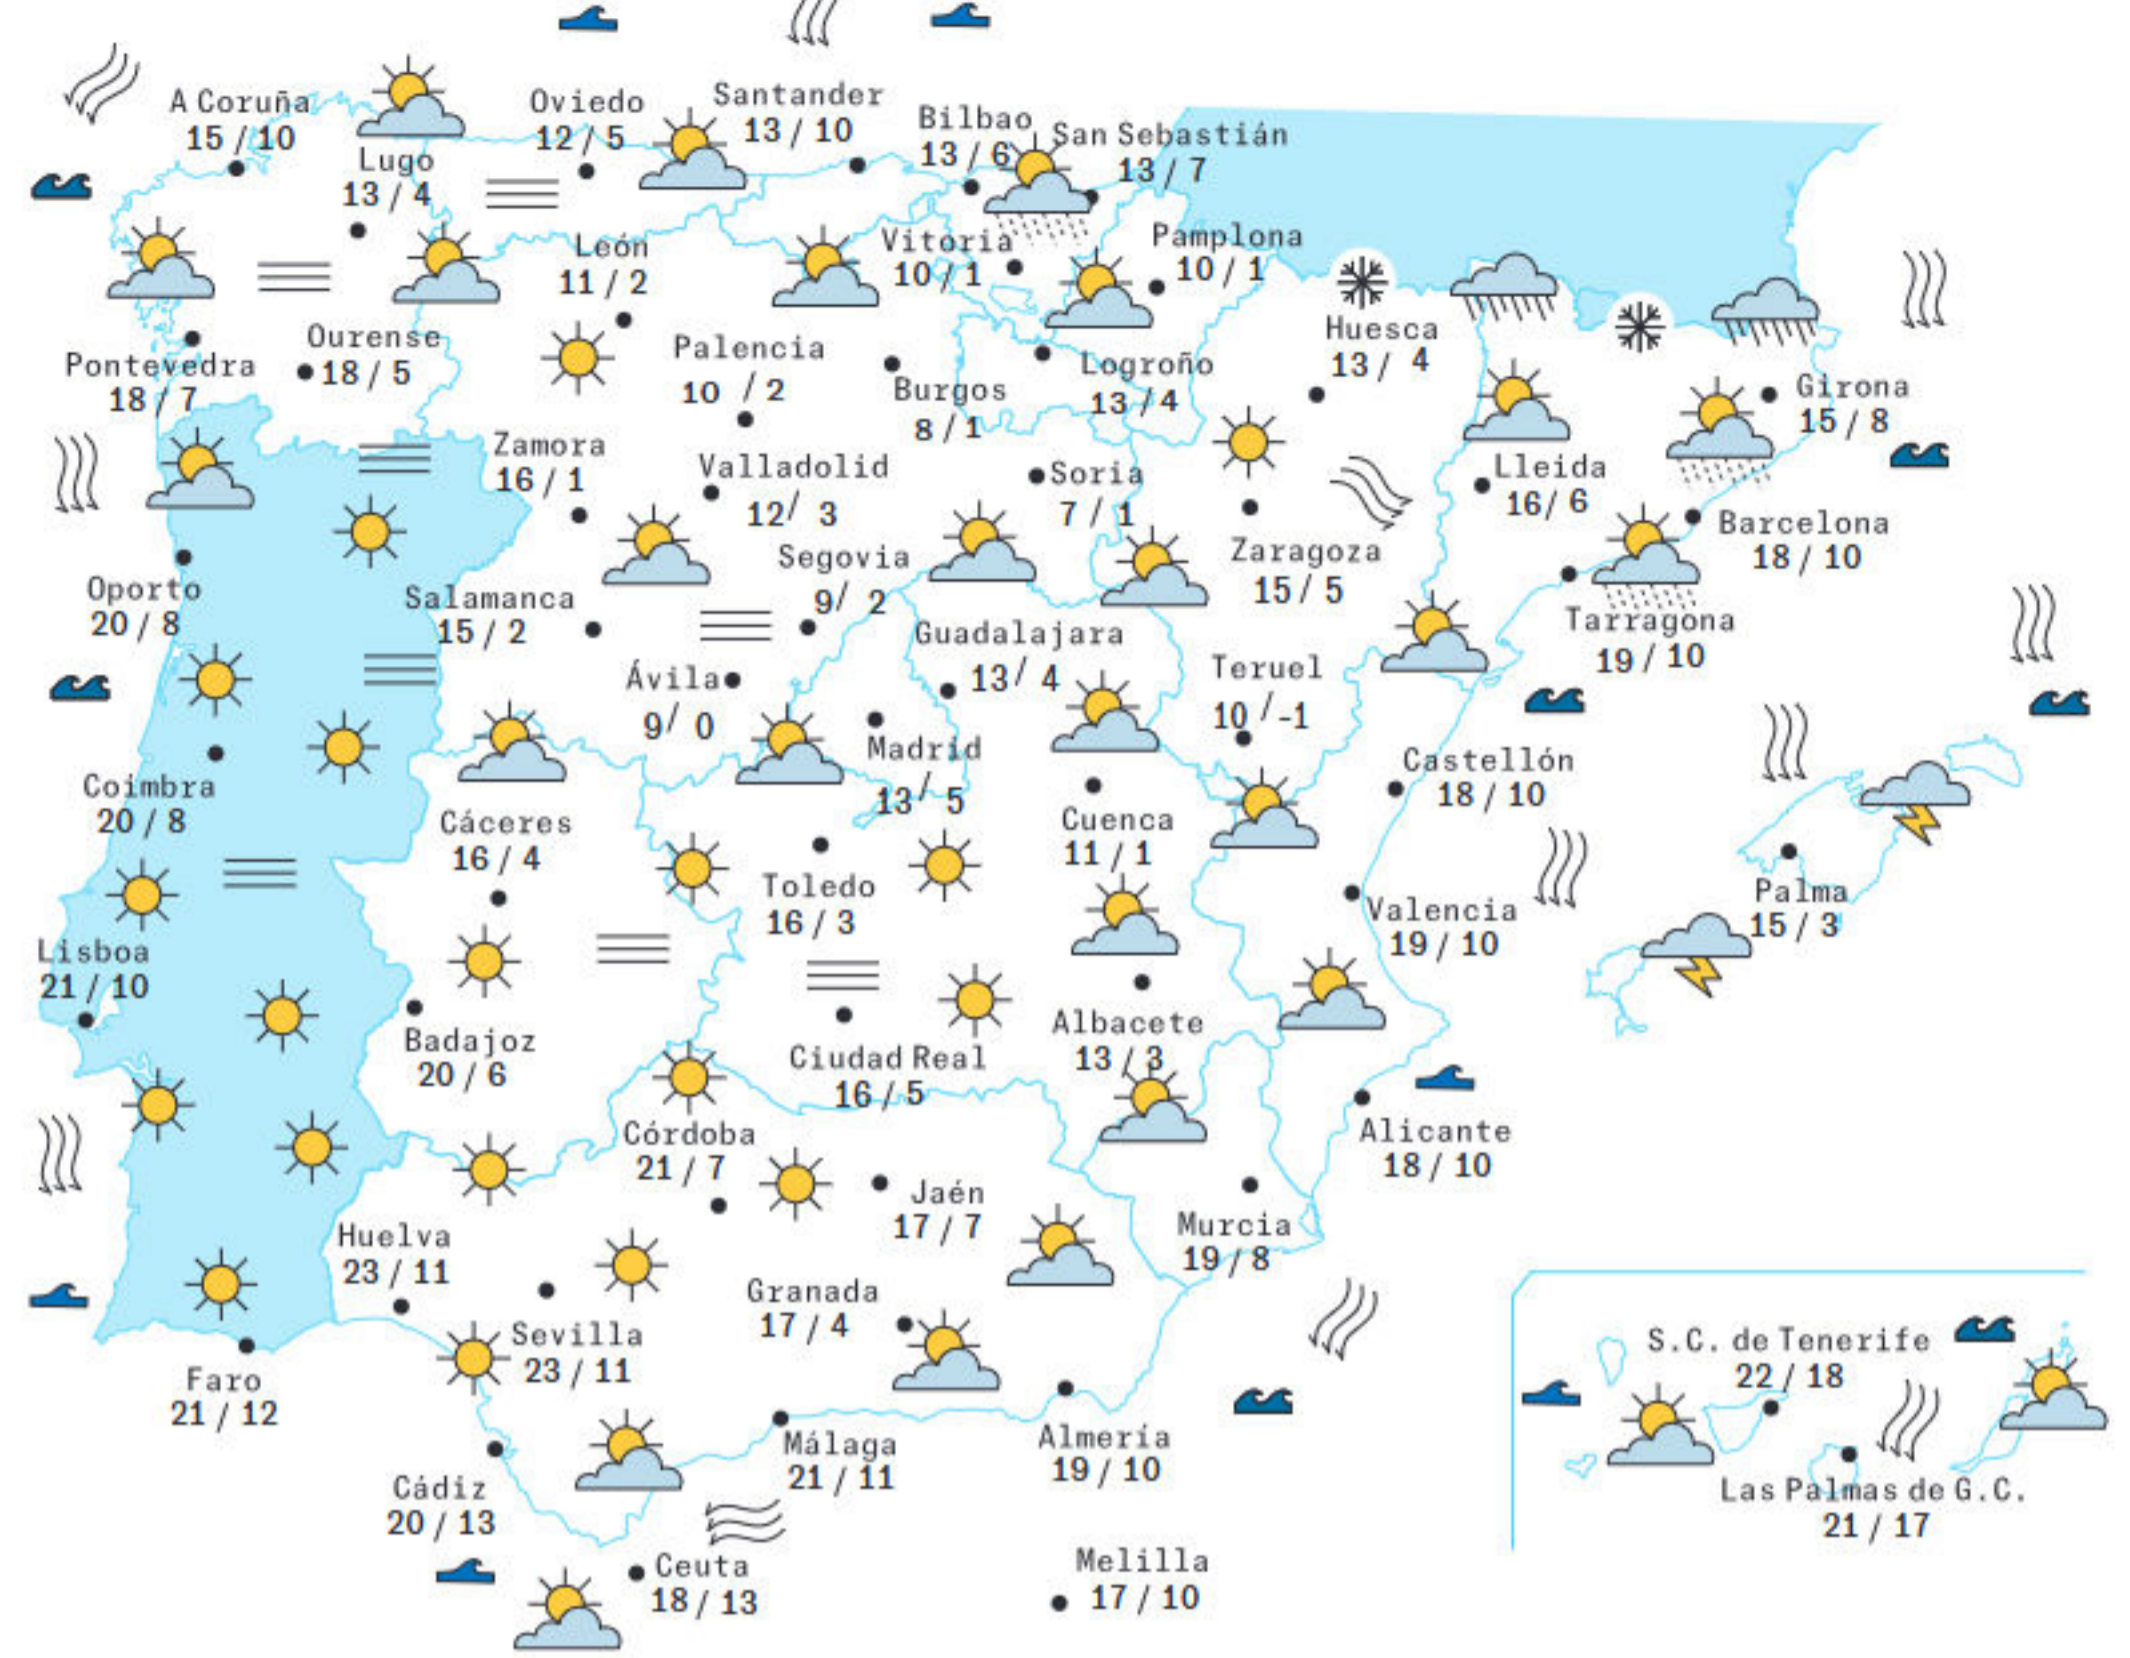 A Coruña
15 / 10
Lugo
13 / 4
Oviedo
12 / 5
Santander
13 / 10
Bilbao
13 / 6
San Sebastián
13 / 7
Vitoria
10 / 1
Pamplona
10 / 1
León
11 / 2
Pontevedra
18 / 7
Ourense
18 / 5
Palencia
10 / 2
Burgos
8 / 1
Logroño
13 / 4
Huesca
13 / 4
Girona
15 / 8
Zamora
16 / 1
Valladolid
12 / 3
Soria
7 / 1
Lleida
16 / 6
Barcelona
18 / 10
Zaragoza
15 / 5
Segovia
9 / 2
Oporto
20 / 8
Salamanca
15 / 2
Guadalajara
13 / 4
Tarragona
19 / 10
Ávila
9 / 0
Teruel
10 / -1
Madrid
13 / 5
Castellón
18 / 10
Coimbra
20 / 8
Cáceres
16 / 4
Cuenca
11 / 1
Toledo
16 / 3
Valencia
19 / 10
Palma
15 / 3
Lisboa
21 / 10
Badajoz
20 / 6
Ciudad Real
16 / 5
Albacete
13 / 3
Alicante
18 / 10
Córdoba
21 / 7
Jaén
17 / 7
Murcia
19 / 8
Huelva
23 / 11
Sevilla
23 / 11
Granada
17 / 4
Faro
21 / 12
Cádiz
20 / 13
Málaga
21 / 11
Almería
19 / 10
Ceuta
18 / 13
Melilla
17 / 10
S.C. de Tenerife
22 / 18
Las Palmas de G.C.
21 / 17